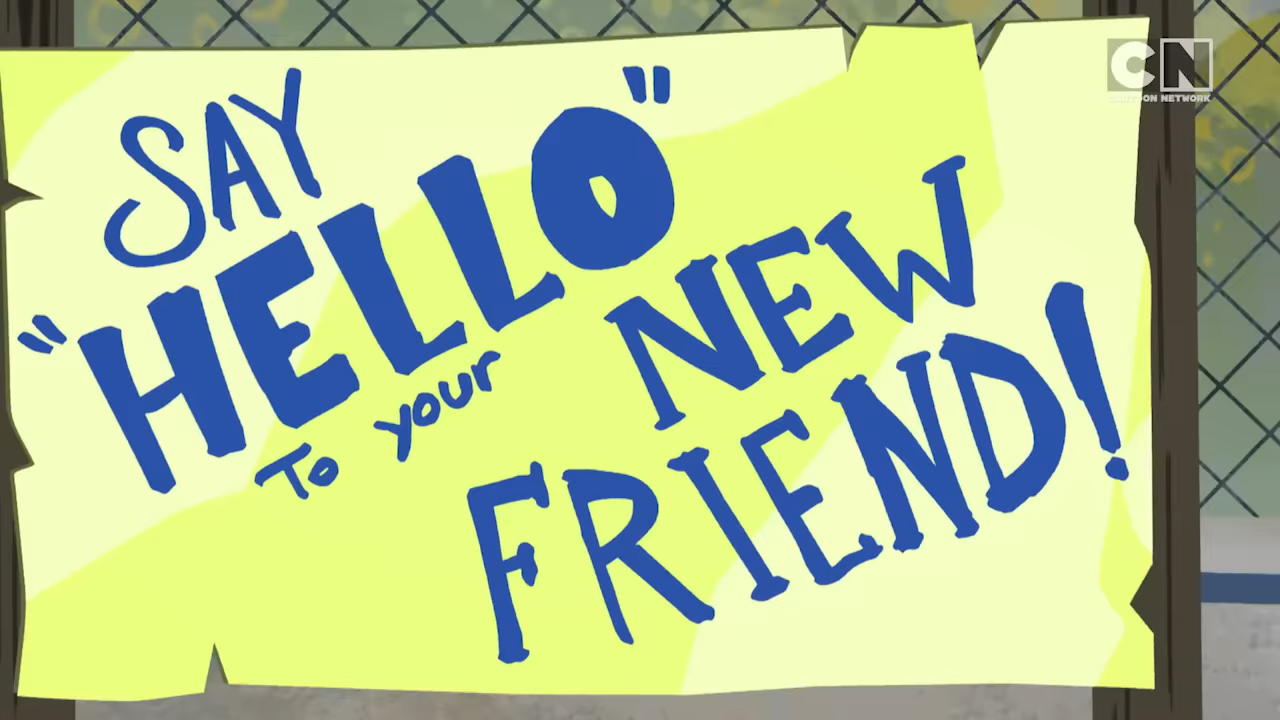 SAY
"HELLO"
To your
NEW
FRIEND!
CN
CARTOON NETWORK